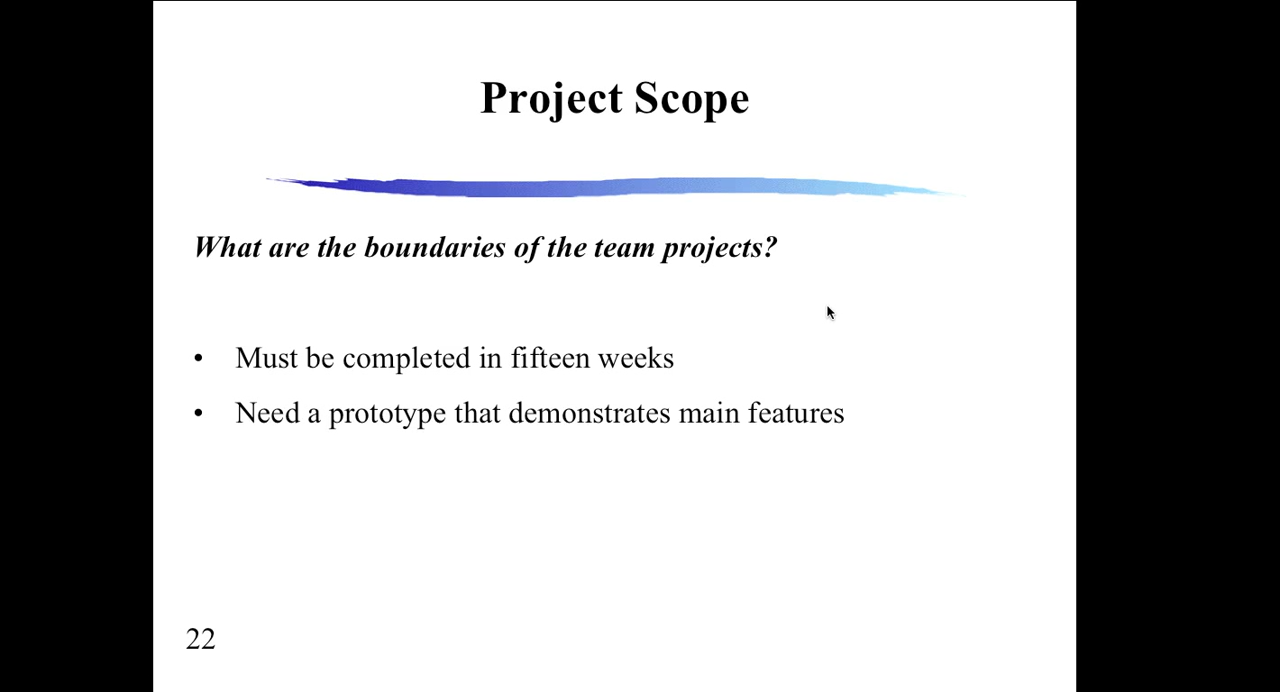 Project Scope
What are the boundaries of the team projects?
• Must be completed in fifteen weeks
• Need a prototype that demonstrates main features
22